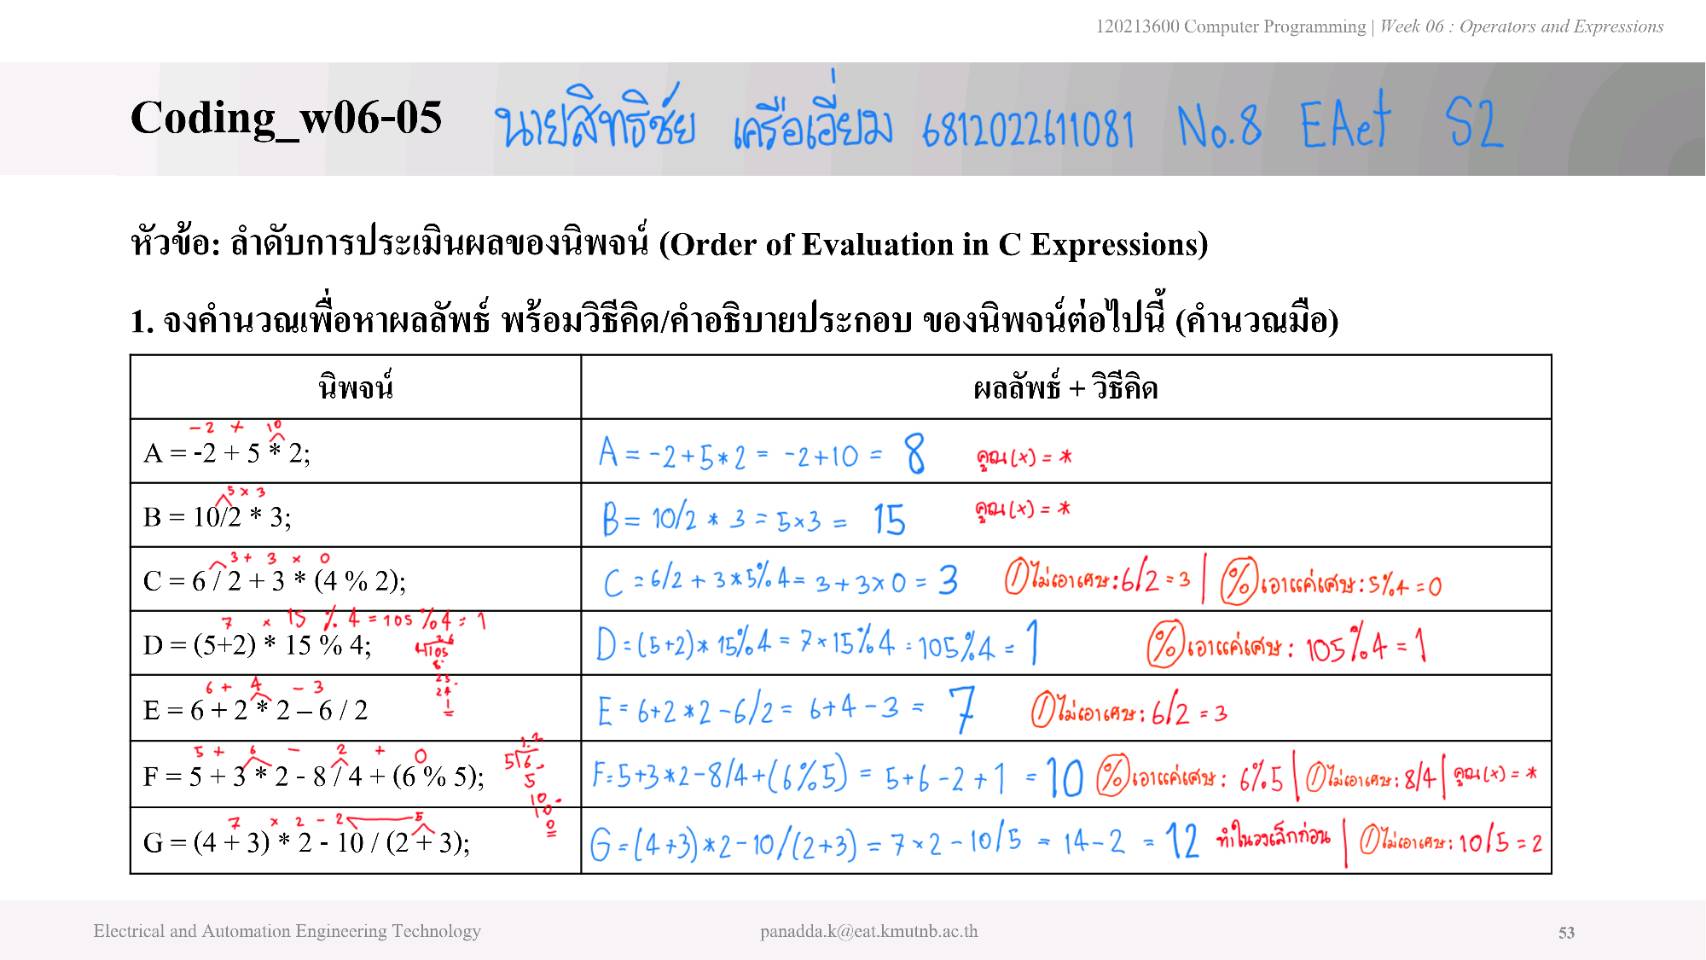 120213600 Computer Programming | Week 06 : Operators and Expressions
Coding_w06-05 นายสิทธิชัย เครือเอี่ยม 6812022611081 No.8 EAet S2
หัวข้อ: ลำดับการประเมินผลของนิพจน์ (Order of Evaluation in C Expressions)
1. จงคำนวณเพื่อหาผลลัพธ์ พร้อมวิธีคิด/คำอธิบายประกอบ ของนิพจน์ต่อไปนี้ (คำนวณมือ)
นิพจน์ ผลลัพธ์ + วิธีคิด
-2 + 10
A = -2 + 5 * 2; A = -2+5*2 = -2+10 = 8 คูณ(x) = *
5 x 3
B = 10/2 * 3; B = 10/2 * 3 = 5x3 = 15 คูณ(x) = *
3 + 3 x 0
C = 6 / 2 + 3 * (4 % 2); C = 6/2 + 3*5%4 = 3+3x0 = 3 / ไม่เอาเศษ: 6/2 = 3 | % เอาแค่เศษ: 5%4 = 0
7 x 15 % 4 = 105 % 4 = 1
D = (5+2) * 15 % 4; D = (5+2)* 15%4 = 7x15%4 = 105%4 = 1 % เอาแค่เศษ: 105%4 = 1
26
4 105
8
25
24
1
6 + 4 - 3
E = 6 + 2 * 2 – 6 / 2 E = 6+2*2-6/2 = 6+4-3 = 7 / ไม่เอาเศษ: 6/2 = 3
5 + 6 - 2 + 0
F = 5 + 3 * 2 - 8 / 4 + (6 % 5); F = 5+3*2-8/4+(6%5) = 5+6-2+1 = 10 % เอาแค่เศษ: 6%5 | / ไม่เอาเศษ: 8/4 | คูณ(x) = *
1.2
5 6
5
10
10
0
7 x 2 - 2 5
G = (4 + 3) * 2 - 10 / (2 + 3); G = (4+3)*2-10/(2+3) = 7x2-10/5 = 14-2 = 12 ทำในวงเล็กก่อน | / ไม่เอาเศษ: 10/5 = 2
Electrical and Automation Engineering Technology panadda.k@eat.kmutnb.ac.th 53